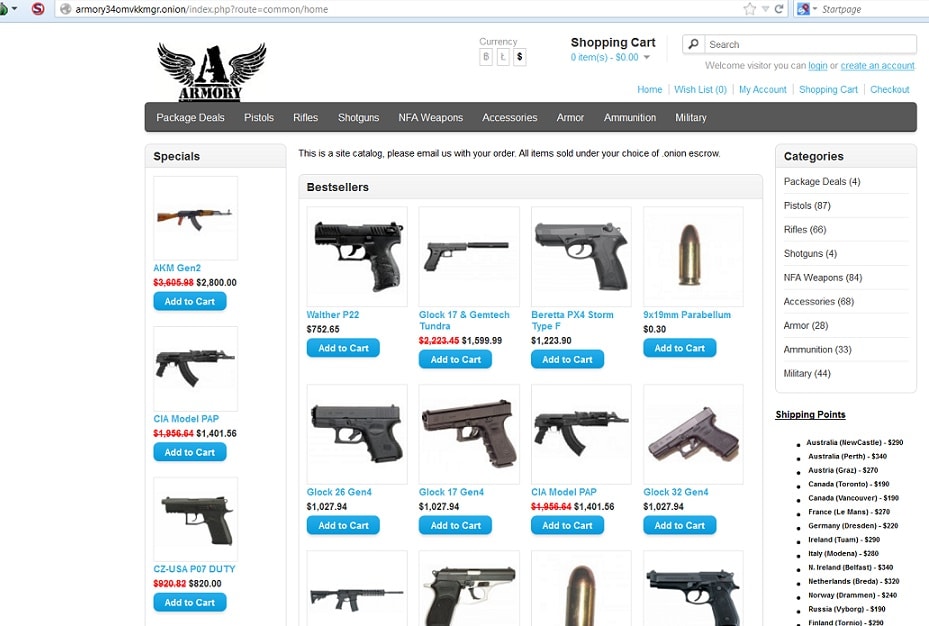 armory34omvkkmgr.onion/index.php?route=common/home
Startpage
ARMORY
Currency
฿ Ł $
Shopping Cart
0 item(s) - $0.00
Search
Welcome visitor you can login or create an account.
Home Wish List (0) My Account Shopping Cart Checkout
Package Deals Pistols Rifles Shotguns NFA Weapons Accessories Armor Ammunition Military
Specials
AKM Gen2
$3,605.98 $2,800.00
Add to Cart
CIA Model PAP
$1,956.64 $1,401.56
Add to Cart
CZ-USA P07 DUTY
$920.82 $820.00
Add to Cart
This is a site catalog, please email us with your order. All items sold under your choice of .onion escrow.
Bestsellers
Walther P22
$752.65
Add to Cart
Glock 17 & Gemtech
Tundra
$2,223.45 $1,599.99
Add to Cart
Beretta PX4 Storm
Type F
$1,223.90
Add to Cart
9x19mm Parabellum
$0.30
Add to Cart
Glock 26 Gen4
$1,027.94
Add to Cart
Glock 17 Gen4
$1,027.94
Add to Cart
CIA Model PAP
$1,956.64 $1,401.56
Add to Cart
Glock 32 Gen4
$1,027.94
Add to Cart
Categories
Package Deals (4)
Pistols (87)
Rifles (66)
Shotguns (4)
NFA Weapons (84)
Accessories (68)
Armor (28)
Ammunition (33)
Military (44)
Shipping Points
Australia (NewCastle) - $290
Australia (Perth) - $340
Austria (Graz) - $270
Canada (Toronto) - $190
Canada (Vancouver) - $190
France (Le Mans) - $270
Germany (Dresden) - $220
Ireland (Tuam) - $290
Italy (Modena) - $280
N. Ireland (Belfast) - $340
Netherlands (Breda) - $320
Norway (Drammen) - $240
Russia (Vyborg) - $190
Finland (Tornio) - $290